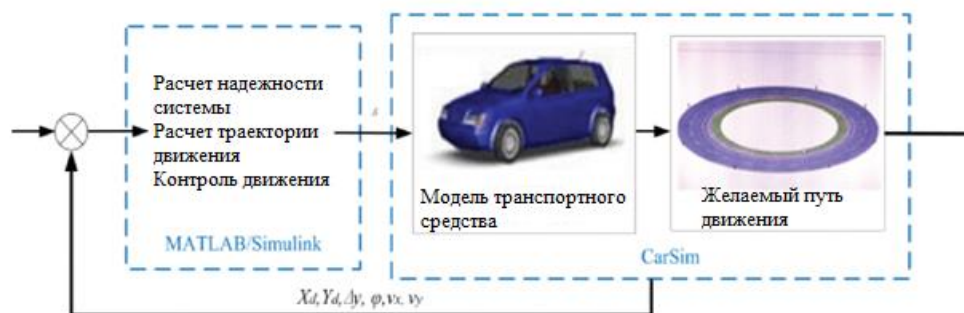 Расчет надежности
системы
Расчет траектории
движения
Контроль движения
MATLAB/Simulink
Модель транспортного
средства
Желаемый путь
движения
CarSim
Xd,Yd,Δy, φ,vx, vy